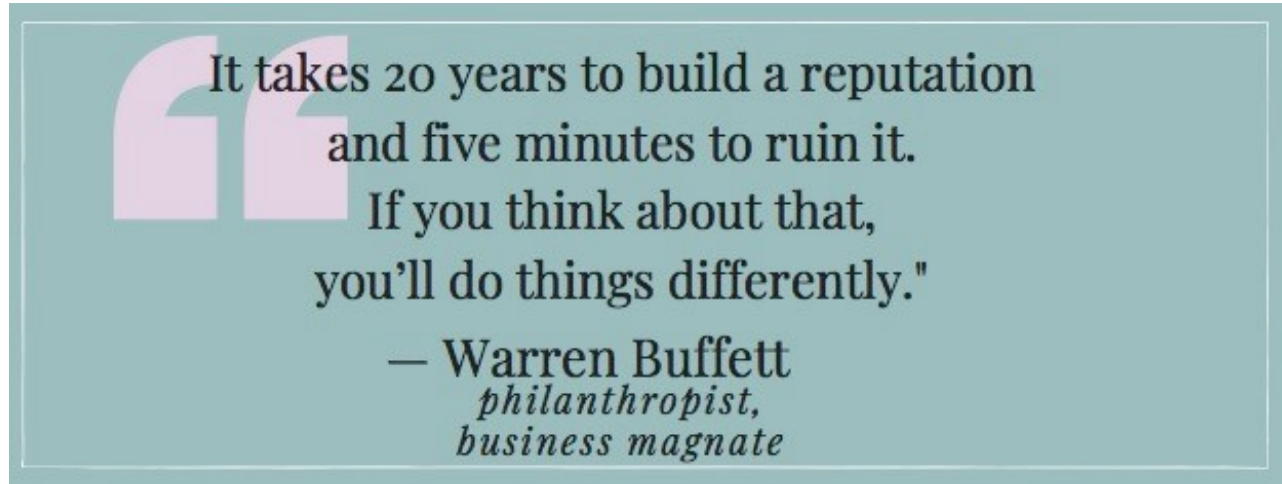 It takes 20 years to build a reputation
and five minutes to ruin it.
If you think about that,
you’ll do things differently."
— Warren Buffett
philanthropist,
business magnate